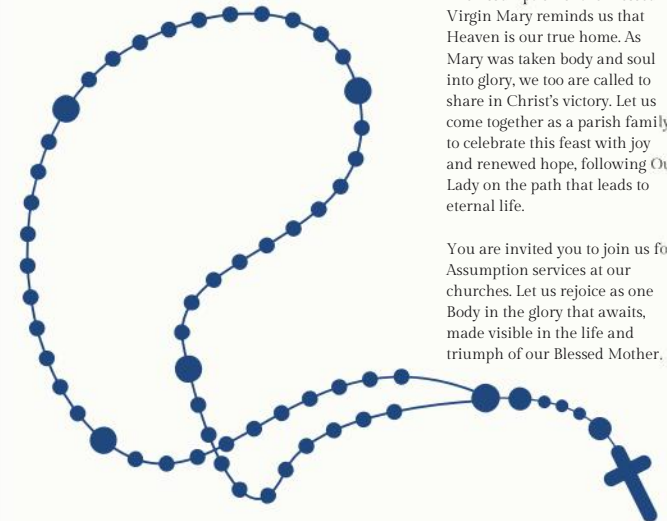 Virgin Mary reminds us that
Heaven is our true home. As
Mary was taken body and soul
into glory, we too are called to
share in Christ's victory. Let us
come together as a parish family
to celebrate this feast with joy
and renewed hope, following
Lady on the path that leads to
eternal life.
You are invited you to join us
Assumption services at our
churches. Let us rejoice as one
Body in the glory that awaits,
made visible in the life and
triumph of our Blessed Mother,